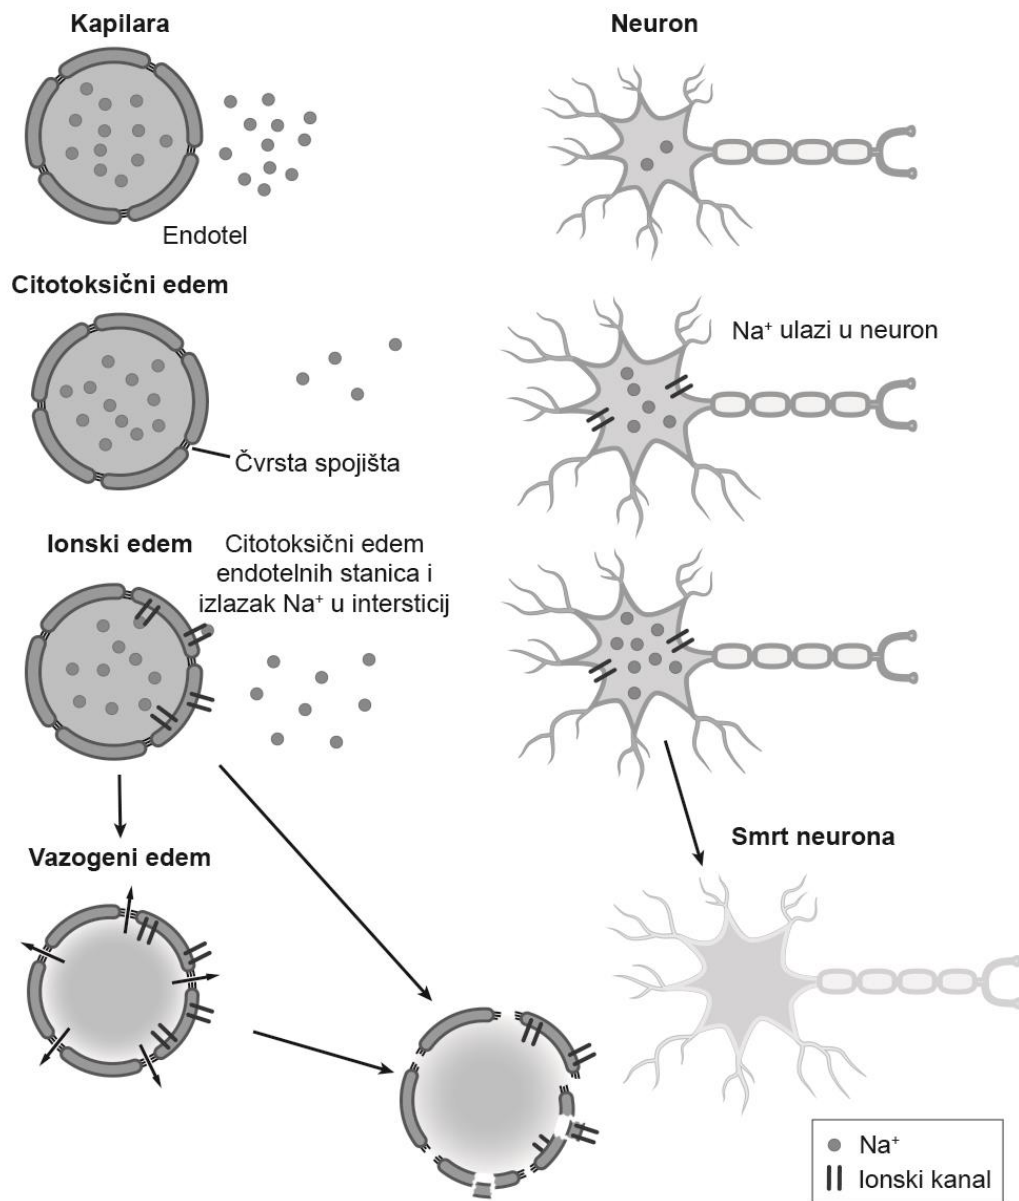 Kapilara
Neuron
Endotel
Citotoksični edem
Na⁺ ulazi u neuron
Čvrsta spojišta
Ionski edem
Citotoksični edem
endotelnih stanica i
izlazak Na⁺ u intersticij
Vazogeni edem
Smrt neurona
Na⁺
Ionski kanal